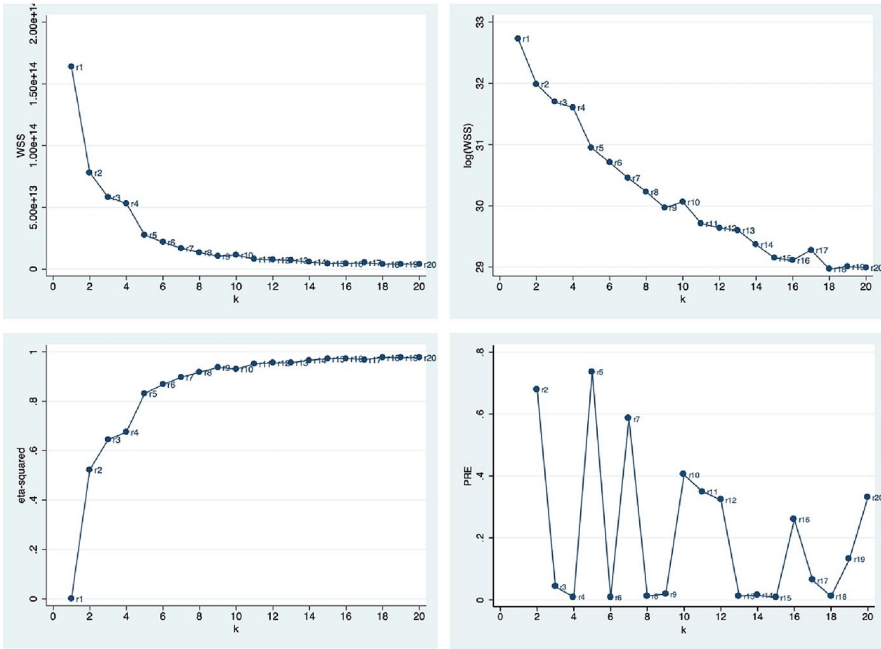 2.00e+14
1.50e+14
1.00e+14
5.00e+13
0
WSS
r1
r2
r3
r4
r5
r6
r7
r8
r9
r10
r11
r12
r13
r14
r15
r16
r17
r18
r19
r20
0 2 4 6 8 10 12 14 16 18 20
k
33
32
31
30
29
log(WSS)
r1
r2
r3
r4
r5
r6
r7
r8
r9
r10
r11
r12
r13
r14
r15
r16
r17
r18
r19
r20
0 2 4 6 8 10 12 14 16 18 20
k
1
.8
.6
.4
.2
0
eta-squared
r1
r2
r3
r4
r5
r6
r7
r8
r9
r10
r11
r12
r13
r14
r15
r16
r17
r18
r19
r20
0 2 4 6 8 10 12 14 16 18 20
k
.8
.6
.4
.2
0
PRE
r2
r3
r4
r5
r6
r7
r8
r9
r10
r11
r12
r13
r14
r15
r16
r17
r18
r19
r20
0 2 4 6 8 10 12 14 16 18 20
k